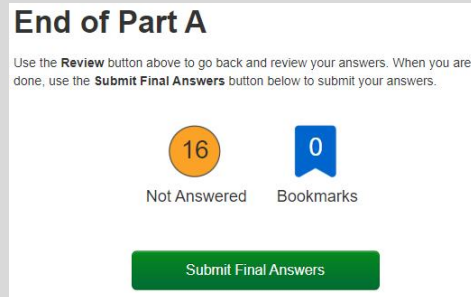 End of Part A
Use the Review button above to go back and review your answers. When you are
done, use the Submit Final Answers button below to submit your answers.
16
0
Not Answered
Bookmarks
Submit Final Answers